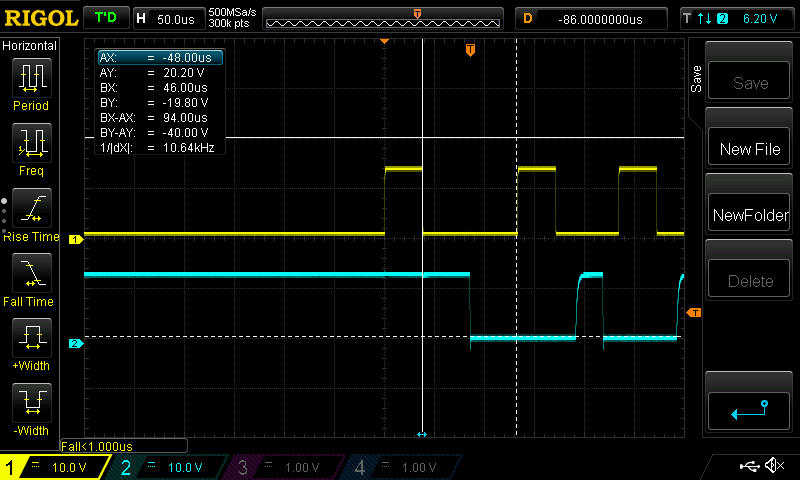 RIGOL T'D H 50.0us 500MSa/s 300k pts T D -86.0000000us T 2 6.20 V
Horizontal
Period
Freq
Rise Time
Fall Time
+Width
-Width
AX: = -48.00us
AY: = 20.20 V
BX: = 46.00us
BY: = -19.80 V
BX-AX: = 94.00us
BY-AY: = -40.00 V
1/|dX|: = 10.64kHz
T
1
2
T
Fall<1.000us
Save
Save
New File
NewFolder
Delete
1 = 10.0 V 2 = 10.0 V 3 = 1.00 V 4 = 1.00 V